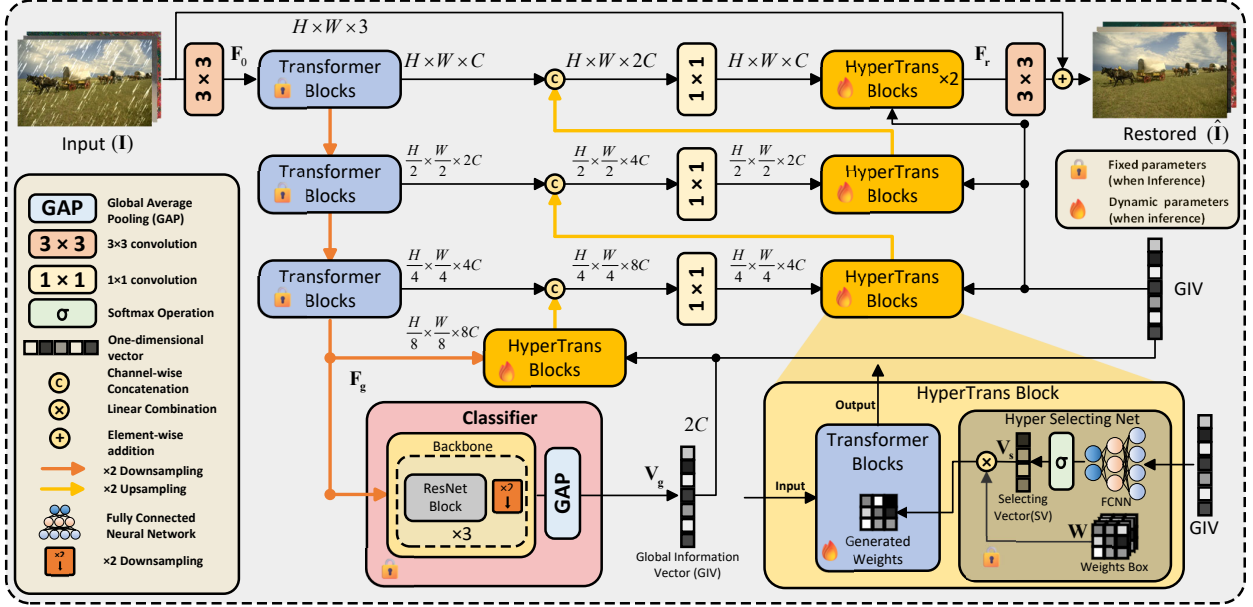 H × W × 3
3 × 3
F₀
Transformer
Blocks
H × W × C
C
H × W × 2C
1 × 1
H × W × C
HyperTrans
Blocks
×2
Fᵣ
3 × 3
+
Input (I)
Restored (Î)
Transformer
Blocks
H/2 × W/2 × 2C
C
H/2 × W/2 × 4C
1 × 1
H/2 × W/2 × 2C
HyperTrans
Blocks
Fixed parameters
(when Inference)
Dynamic parameters
(when inference)
Transformer
Blocks
H/4 × W/4 × 4C
C
H/4 × W/4 × 8C
1 × 1
H/4 × W/4 × 4C
HyperTrans
Blocks
GIV
H/8 × W/8 × 8C
HyperTrans
Blocks
F_g
GAP
Global Average
Pooling (GAP)
3 × 3
3×3 convolution
1 × 1
1×1 convolution
σ
Softmax Operation
One-dimensional
vector
C
Channel-wise
Concatenation
×
Linear Combination
+
Element-wise
addition
×2 Downsampling
×2 Upsampling
Fully Connected
Neural Network
×2
×2 Downsampling
Classifier
Backbone
ResNet
Block
×2
×3
GAP
V_g
2C
Global Information
Vector (GIV)
HyperTrans Block
Output
Input
Transformer
Blocks
Generated
Weights
Hyper Selecting Net
×
Vₛ
σ
FCNN
Selecting
Vector(SV)
W
Weights Box
GIV